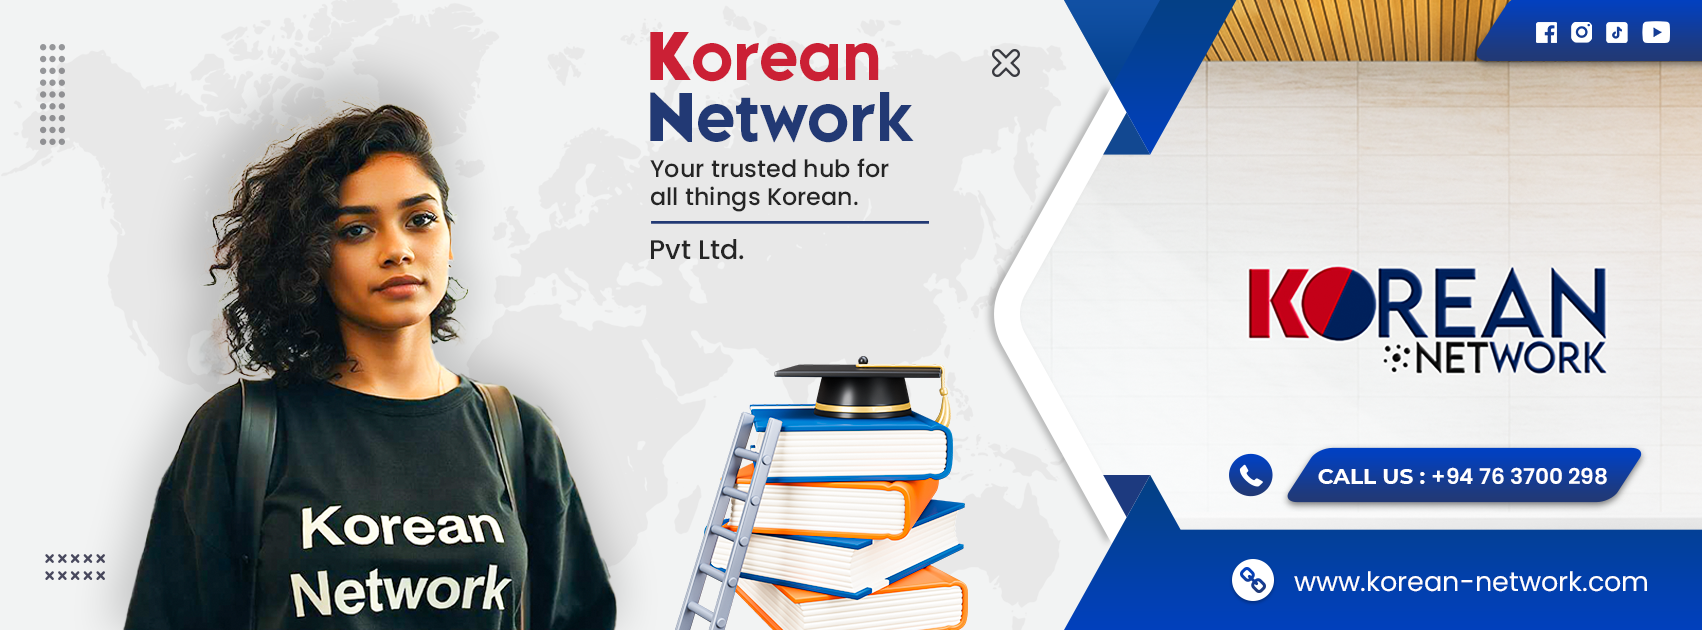 Korean
Network
Your trusted hub for
all things Korean.
Pvt Ltd.
Korean
Network
KOREAN
NETWORK
CALL US : +94 76 3700 298
www.korean-network.com